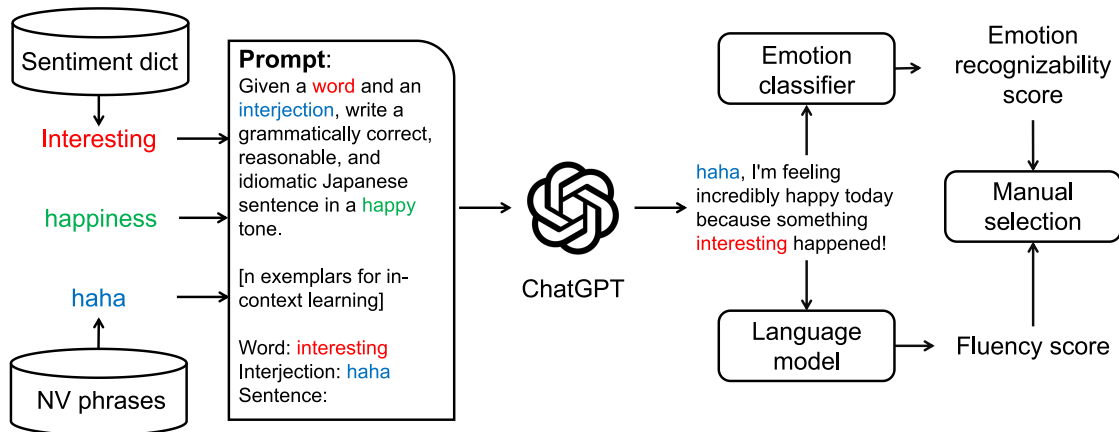 Sentiment dict
Interesting
happiness
haha
NV phrases
Prompt:
Given a word and an
interjection, write a
grammatically correct,
reasonable, and
idiomatic Japanese
sentence in a happy
tone.
[n exemplars for in-
context learning]
Word: interesting
Interjection: haha
Sentence:
ChatGPT
Emotion
classifier
haha, I'm feeling
incredibly happy today
because something
interesting happened!
Language
model
Emotion
recognizability
score
Manual
selection
Fluency score